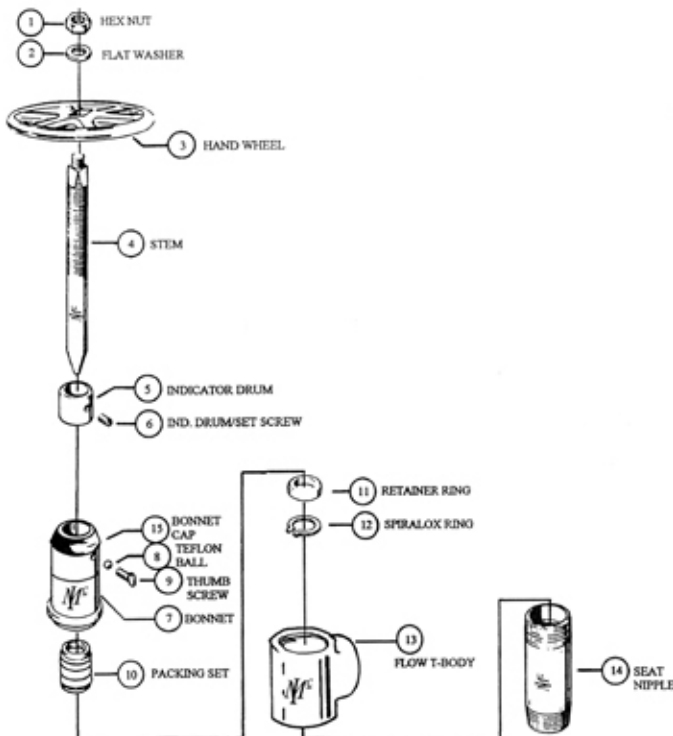 1 HEX NUT
2 FLAT WASHER
3 HAND WHEEL
4 STEM
5 INDICATOR DRUM
6 IND. DRUM/SET SCREW
11 RETAINER RING
12 SPIRALOX RING
15 BONNET
CAP
8 TEFLON
BALL
9 THUMB
SCREW
7 BONNET
10 PACKING SET
13
FLOW T-BODY
14 SEAT
NIPPLE